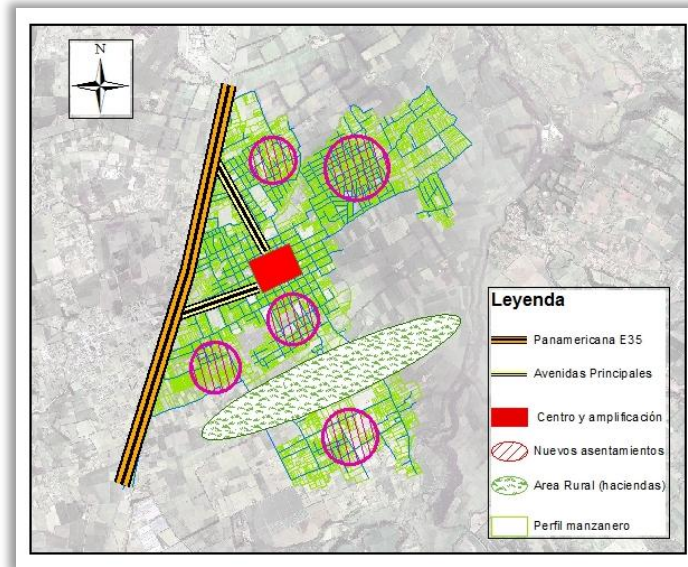 N
Leyenda
Panamericana E35
Avenidas Principales
Centro y amplificación
Nuevos asentamientos
Area Rural (haciendas)
Perfil manzanero